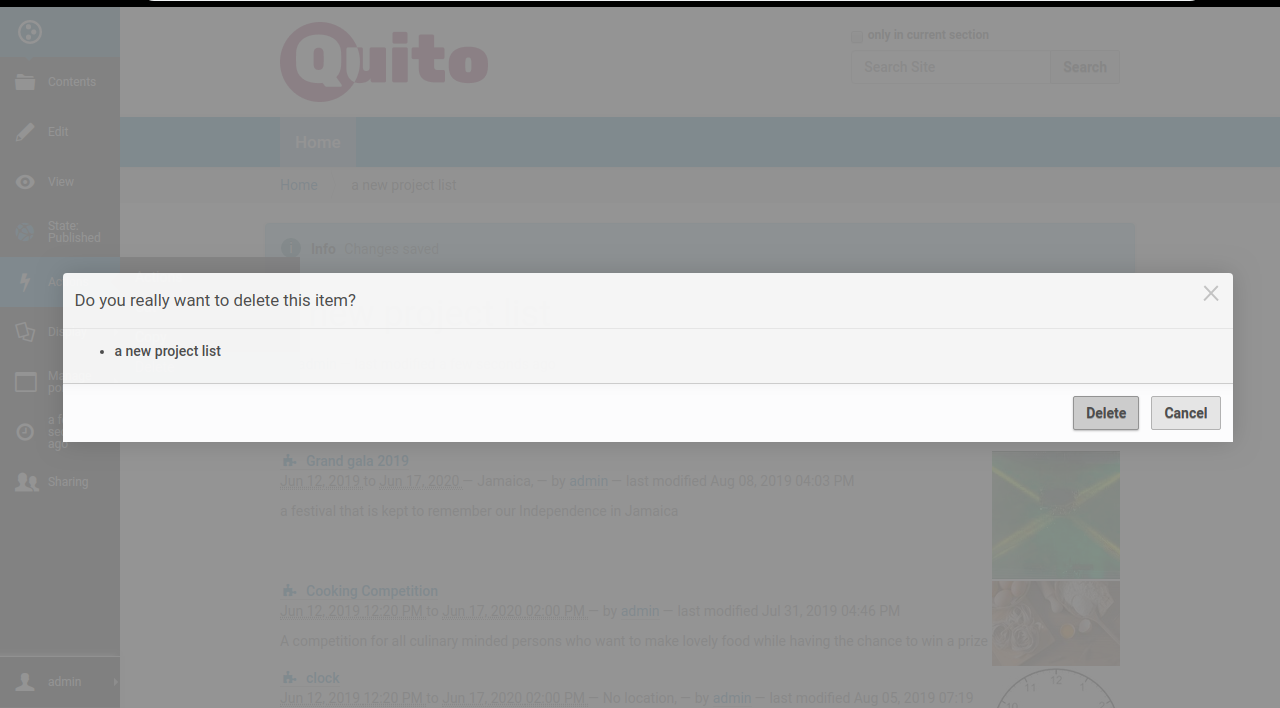 Quito
only in current section
Search Site
Search
Contents
Edit
View
State:
Published
Home
Home
a new project list
Info Changes saved
Do you really want to delete this item?
• a new project list
Delete
Cancel
a f
ago
Sharing
admin
Grand gala 2019
Jun 12, 2019 to Jun 17, 2020 — Jamaica, — by admin — last modified Aug 08, 2019 04:03 PM
a festival that is kept to remember our Independence in Jamaica
Cooking Competition
Jun 12, 2019 12:20 PM to Jun 17, 2020 02:00 PM — by admin — last modified Jul 31, 2019 04:46 PM
A competition for all culinary minded persons who want to make lovely food while having the chance to win a prize
clock
Jun 12, 2019 12:20 PM to Jun 17, 2020 02:00 PM — No location, — by admin — last modified Aug 05, 2019 07:19
11 12 1